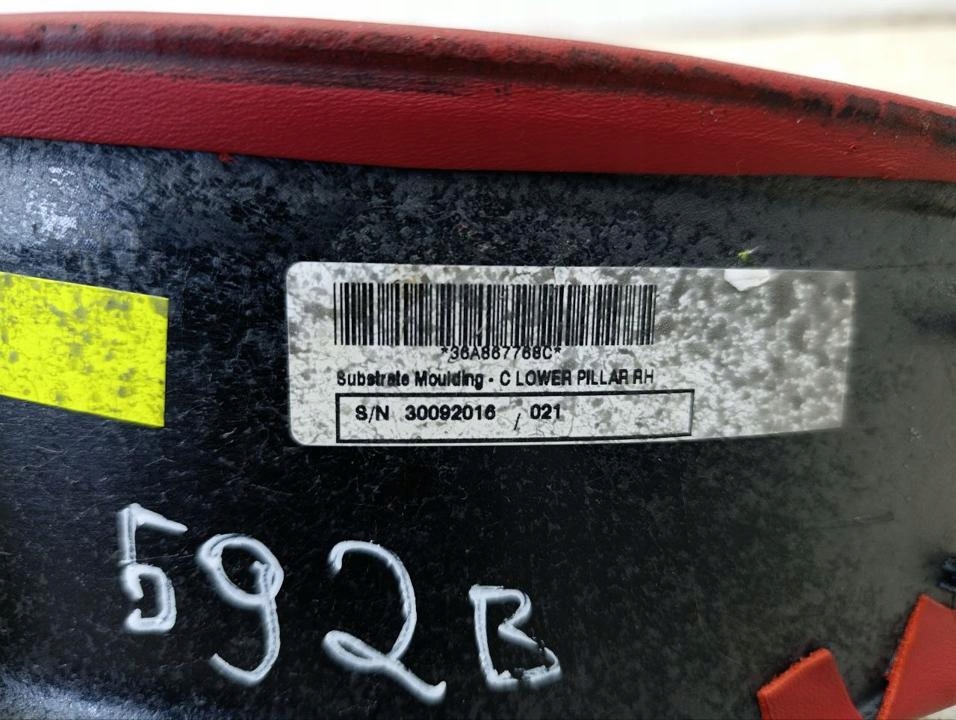 *36A867768C*
Substrate Moulding - C LOWER PILLAR RH
S/N 30092016 / 021
592B